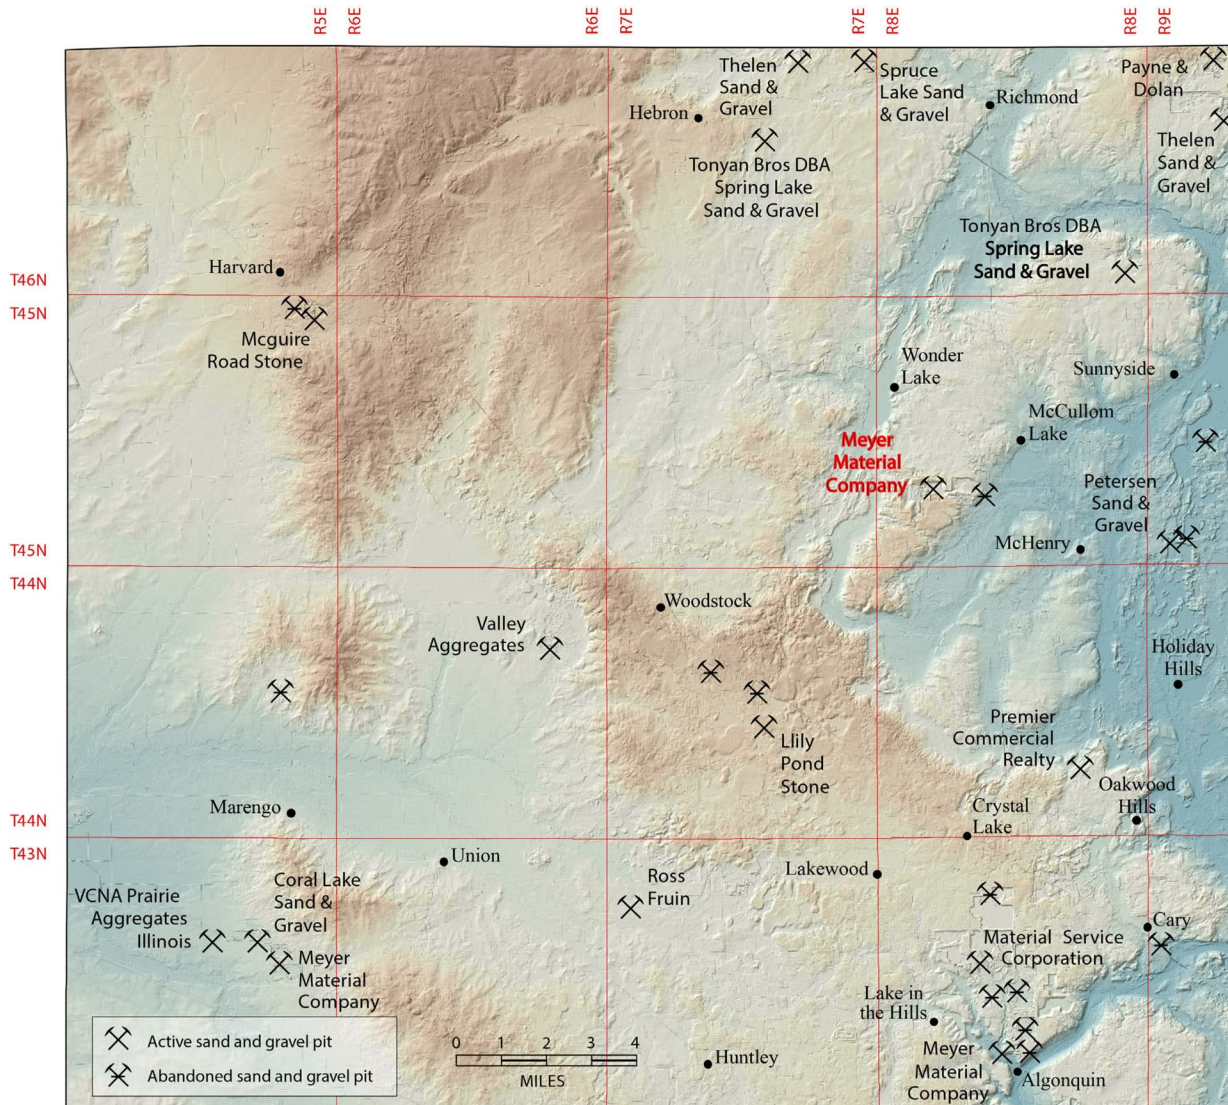 R5E
R6E
R6E
R7E
R7E
R8E
R8E
R9E
Thelen
Sand &
Gravel
Spruce
Lake Sand
& Gravel
Payne &
Dolan
Hebron
Richmond
Thelen
Sand &
Gravel
Tonyan Bros DBA
Spring Lake
Sand & Gravel
Tonyan Bros DBA
Spring Lake
Sand & Gravel
Harvard
T46N
T45N
Mcguire
Road Stone
Wonder
Lake
Sunnyside
McCullom
Lake
Meyer
Material
Company
Petersen
Sand &
Gravel
McHenry
T45N
T44N
Woodstock
Valley
Aggregates
Holiday
Hills
Premier
Commercial
Realty
Llily
Pond
Stone
Oakwood
Hills
Marengo
Crystal
Lake
T44N
T43N
Union
Lakewood
Ross
Fruin
Coral Lake
Sand &
Gravel
VCNA Prairie
Aggregates
Illinois
Cary
Material Service
Corporation
Meyer
Material
Company
Lake in
the Hills
Active sand and gravel pit
Abandoned sand and gravel pit
0 1 2 3 4
MILES
Huntley
Meyer
Material
Company
Algonquin